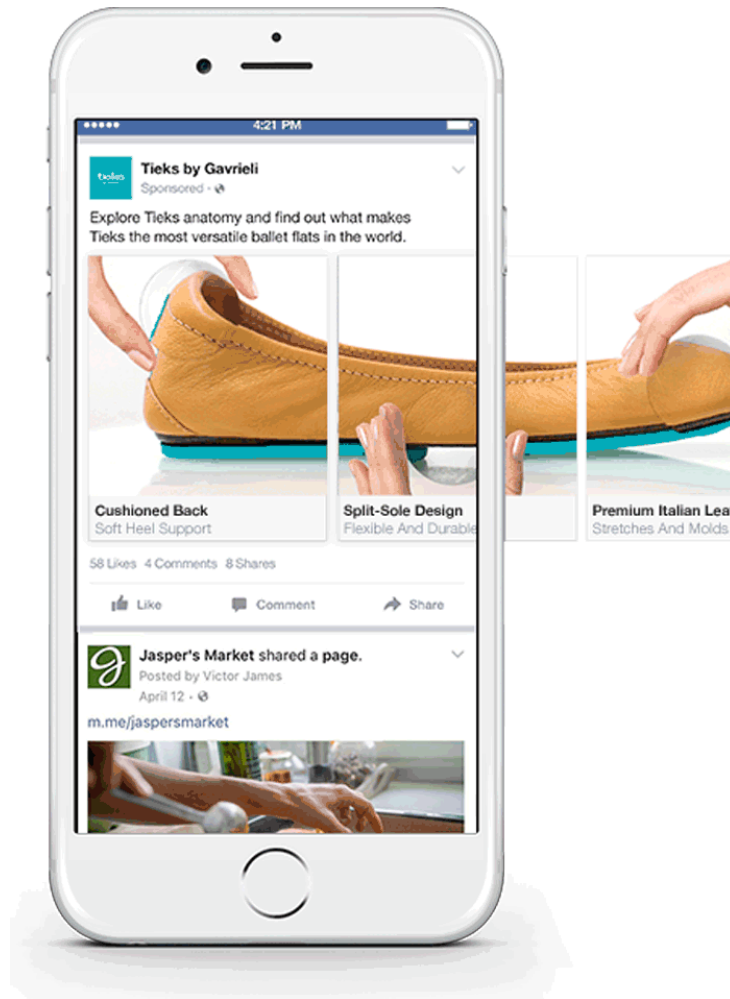 4:21 PM
tieks
Tieks by Gavrieli
Sponsored ·
Explore Tieks anatomy and find out what makes
Tieks the most versatile ballet flats in the world.
Cushioned Back
Soft Heel Support
Split-Sole Design
Flexible And Durable
Premium Italian Lea
Stretches And Molds
58 Likes 4 Comments 8 Shares
Like Comment Share
Jasper's Market shared a page.
Posted by Victor James
April 12 ·
m.me/jaspersmarket